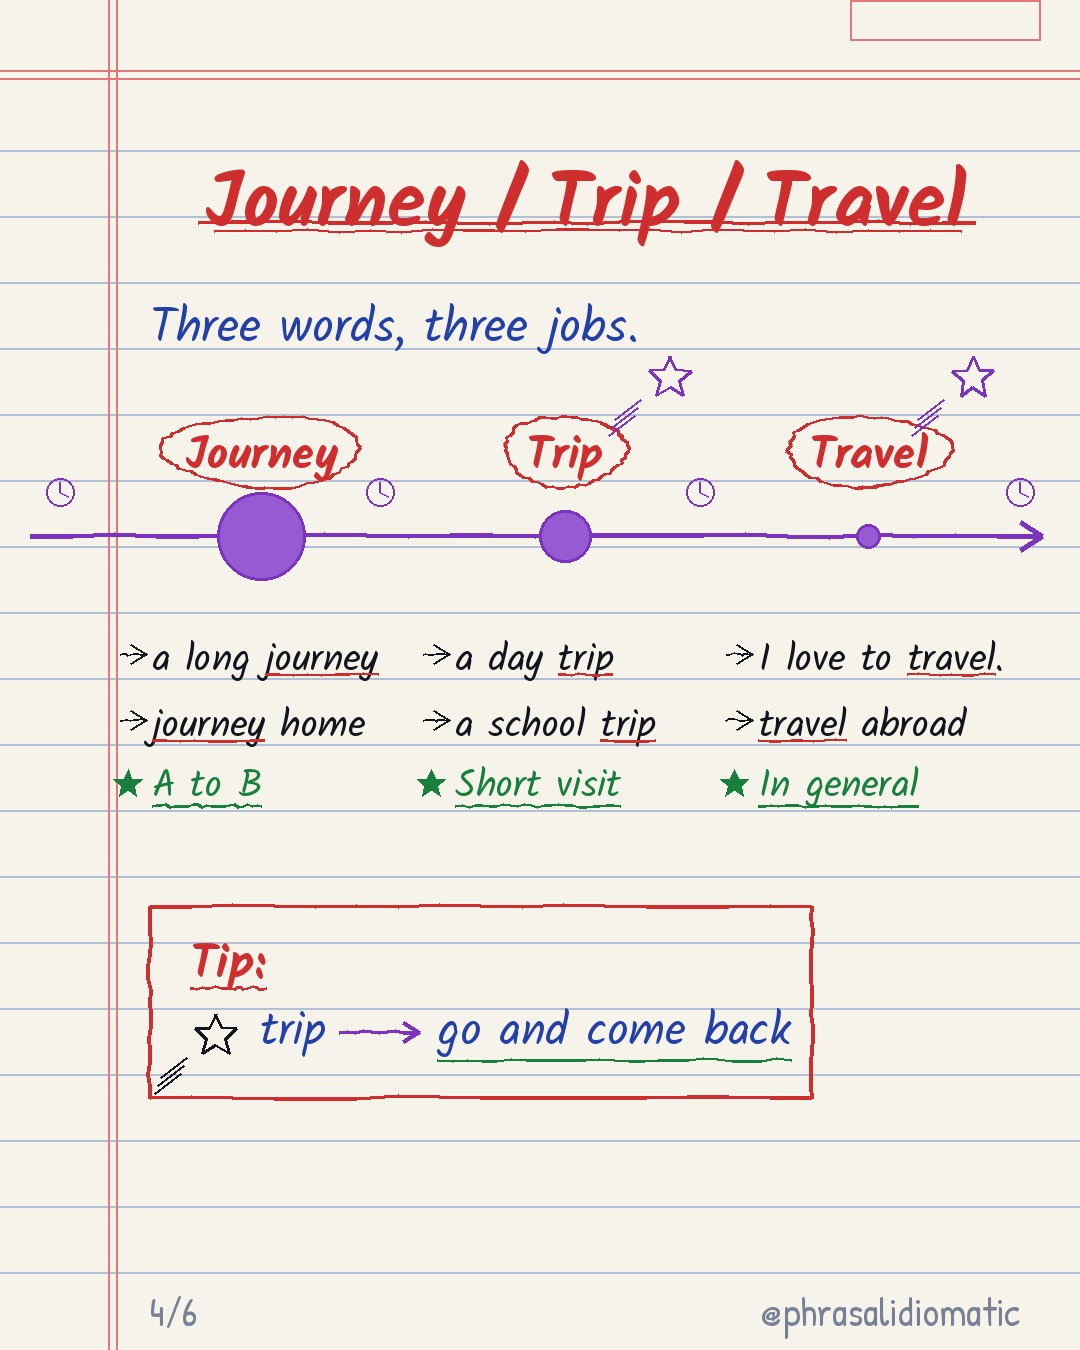 Journey / Trip / Travel
Three words, three jobs.
Journey Trip Travel
a long journey a day trip I love to travel.
journey home a school trip travel abroad
A to B Short visit In general
Tip:
trip go and come back
4/6 @phrasalidiomatic